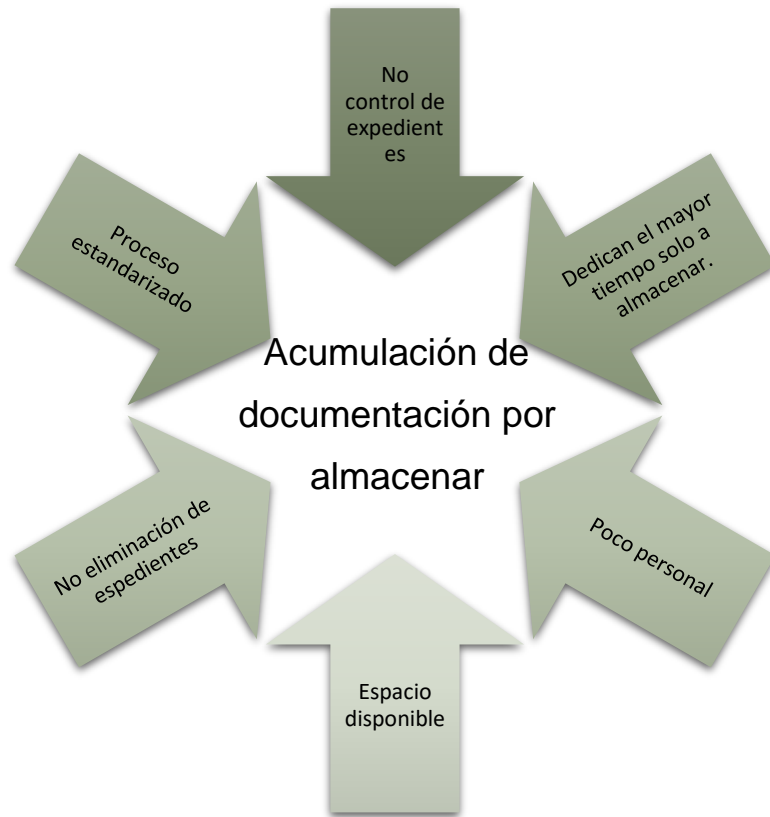 No
control de
expedient
es
Proceso
estandarizado
Dedican el mayor
tiempo solo a
almacenar.
Acumulación de
documentación por
almacenar
No eliminación de
espedientes
Poco personal
Espacio
disponible